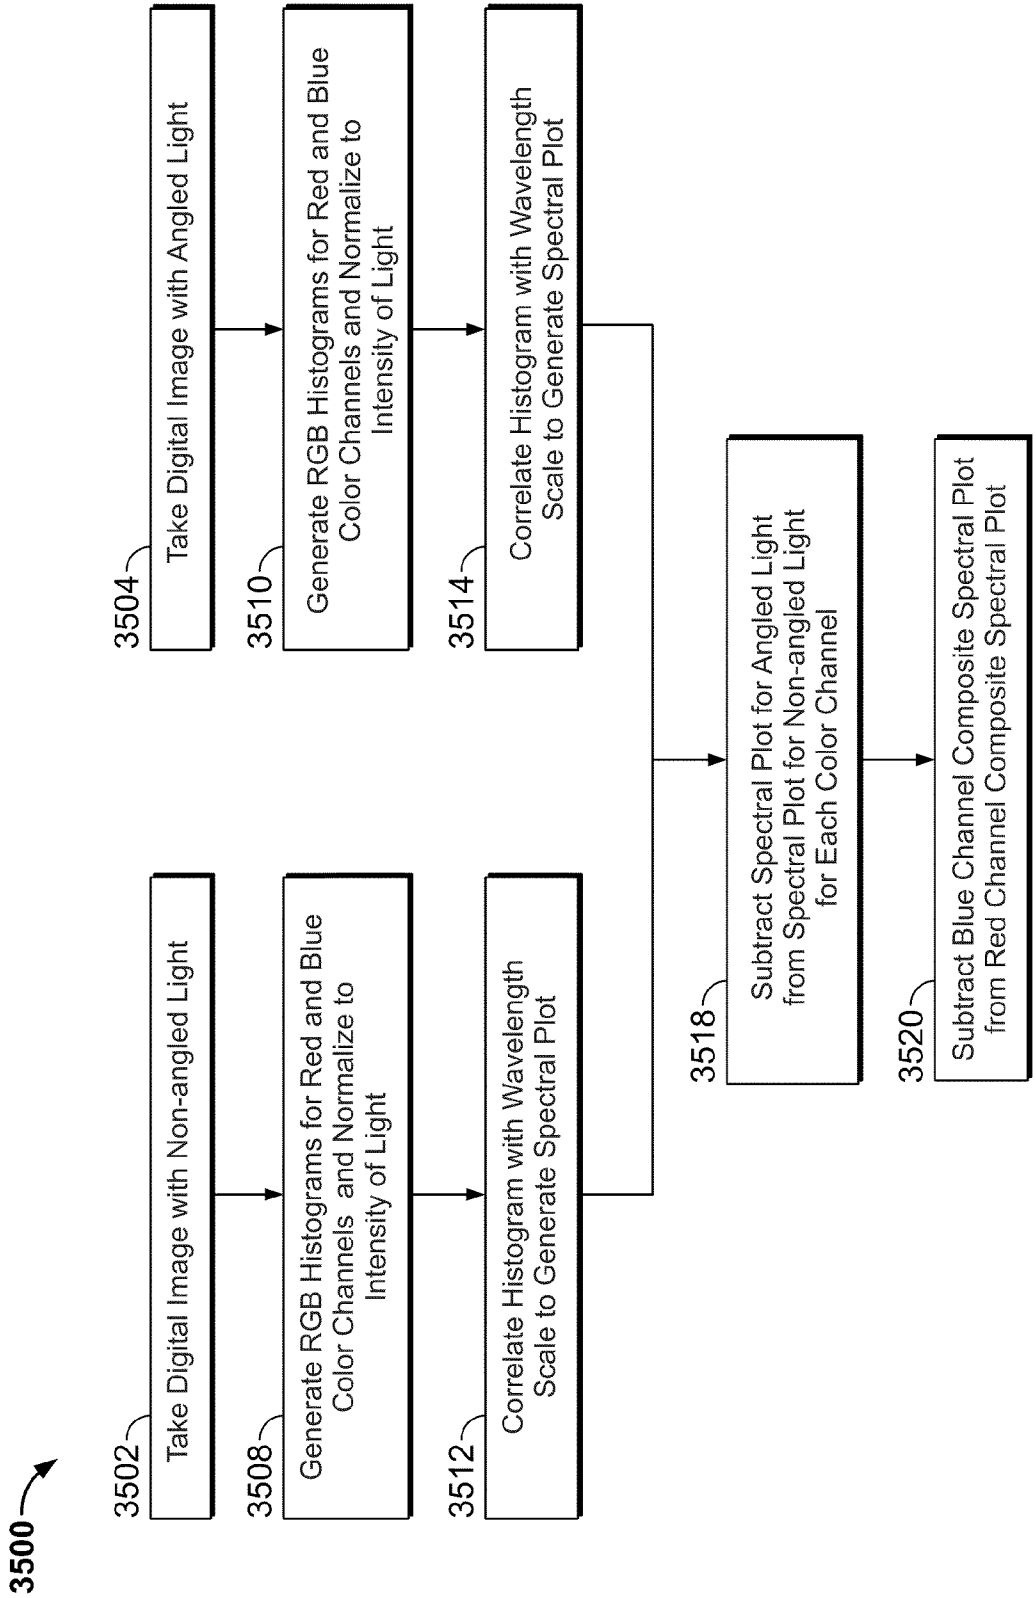 3500
3502
Take Digital Image with Non-angled Light
3508
Generate RGB Histograms for Red and Blue
Color Channels and Normalize to
Intensity of Light
3512
Correlate Histogram with Wavelength
Scale to Generate Spectral Plot
3504
Take Digital Image with Angled Light
3510
Generate RGB Histograms for Red and Blue
Color Channels and Normalize to
Intensity of Light
3514
Correlate Histogram with Wavelength
Scale to Generate Spectral Plot
3518
Subtract Spectral Plot for Angled Light
from Spectral Plot for Non-angled Light
for Each Color Channel
3520
Subtract Blue Channel Composite Spectral Plot
from Red Channel Composite Spectral Plot